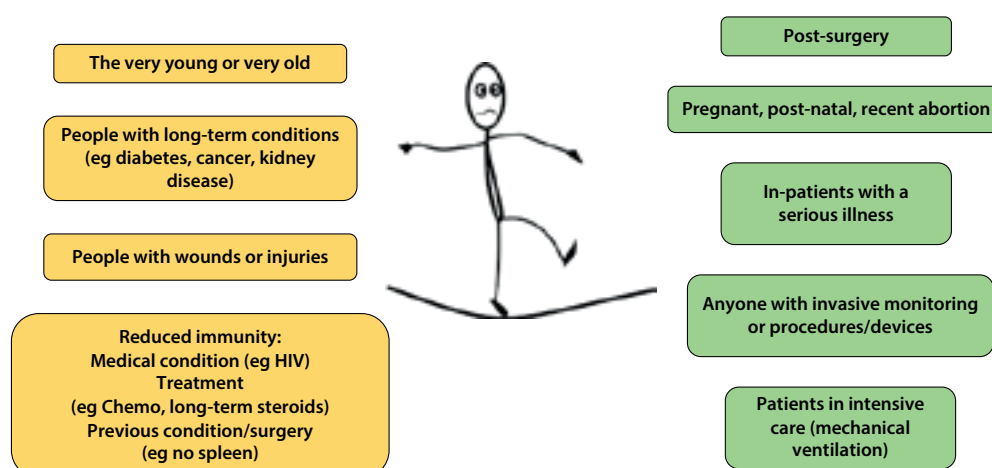 The very young or very old
People with long-term conditions
(eg diabetes, cancer, kidney
disease)
People with wounds or injuries
Reduced immunity:
Medical condition (eg HIV)
Treatment
(eg Chemo, long-term steroids)
Previous condition/surgery
(eg no spleen)
Post-surgery
Pregnant, post-natal, recent abortion
In-patients with a
serious illness
Anyone with invasive monitoring
or procedures/devices
Patients in intensive
care (mechanical
ventilation)